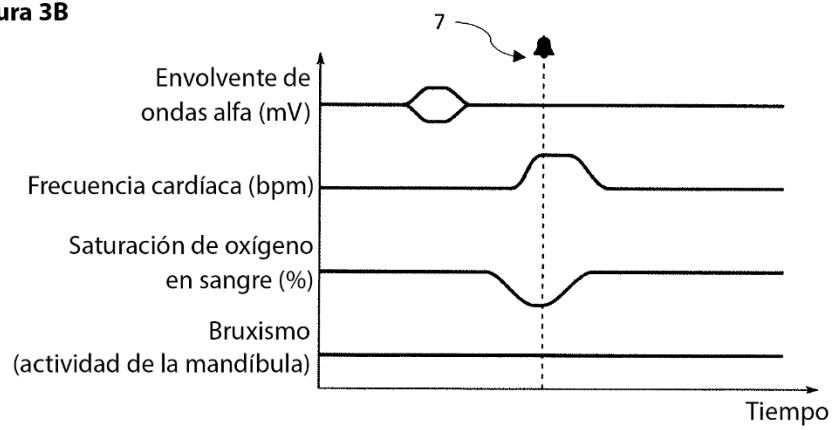 ura 3B
7
Envolvente de
ondas alfa (mV)
Frecuencia cardíaca (bpm)
Saturación de oxígeno
en sangre (%)
Bruxismo
(actividad de la mandíbula)
Tiempo